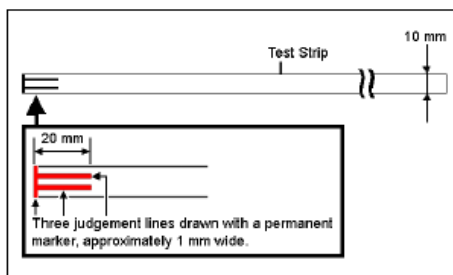 Test Strip
10 mm
20 mm
Three judgement lines drawn with a permanent
marker, approximately 1 mm wide.